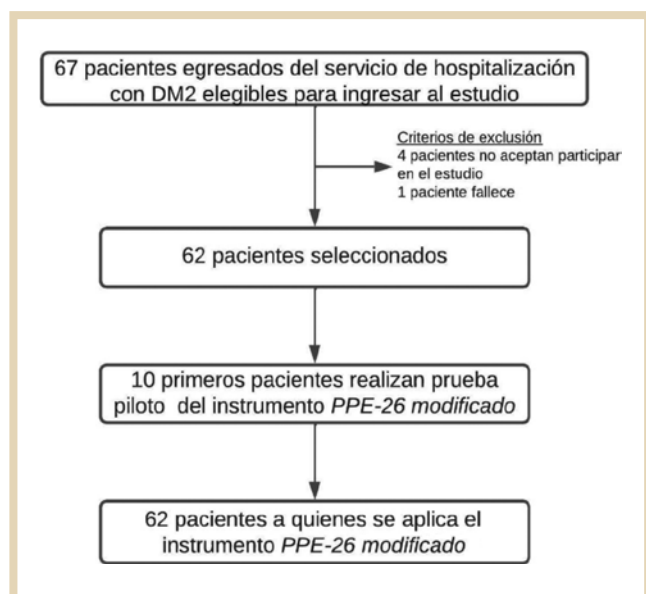 67 pacientes egresados del servicio de hospitalización
con DM2 elegibles para ingresar al estudio
Criterios de exclusión
4 pacientes no aceptan participar
en el estudio
1 paciente fallece
62 pacientes seleccionados
10 primeros pacientes realizan prueba
piloto del instrumento PPE-26 modificado
62 pacientes a quienes se aplica el
instrumento PPE-26 modificado